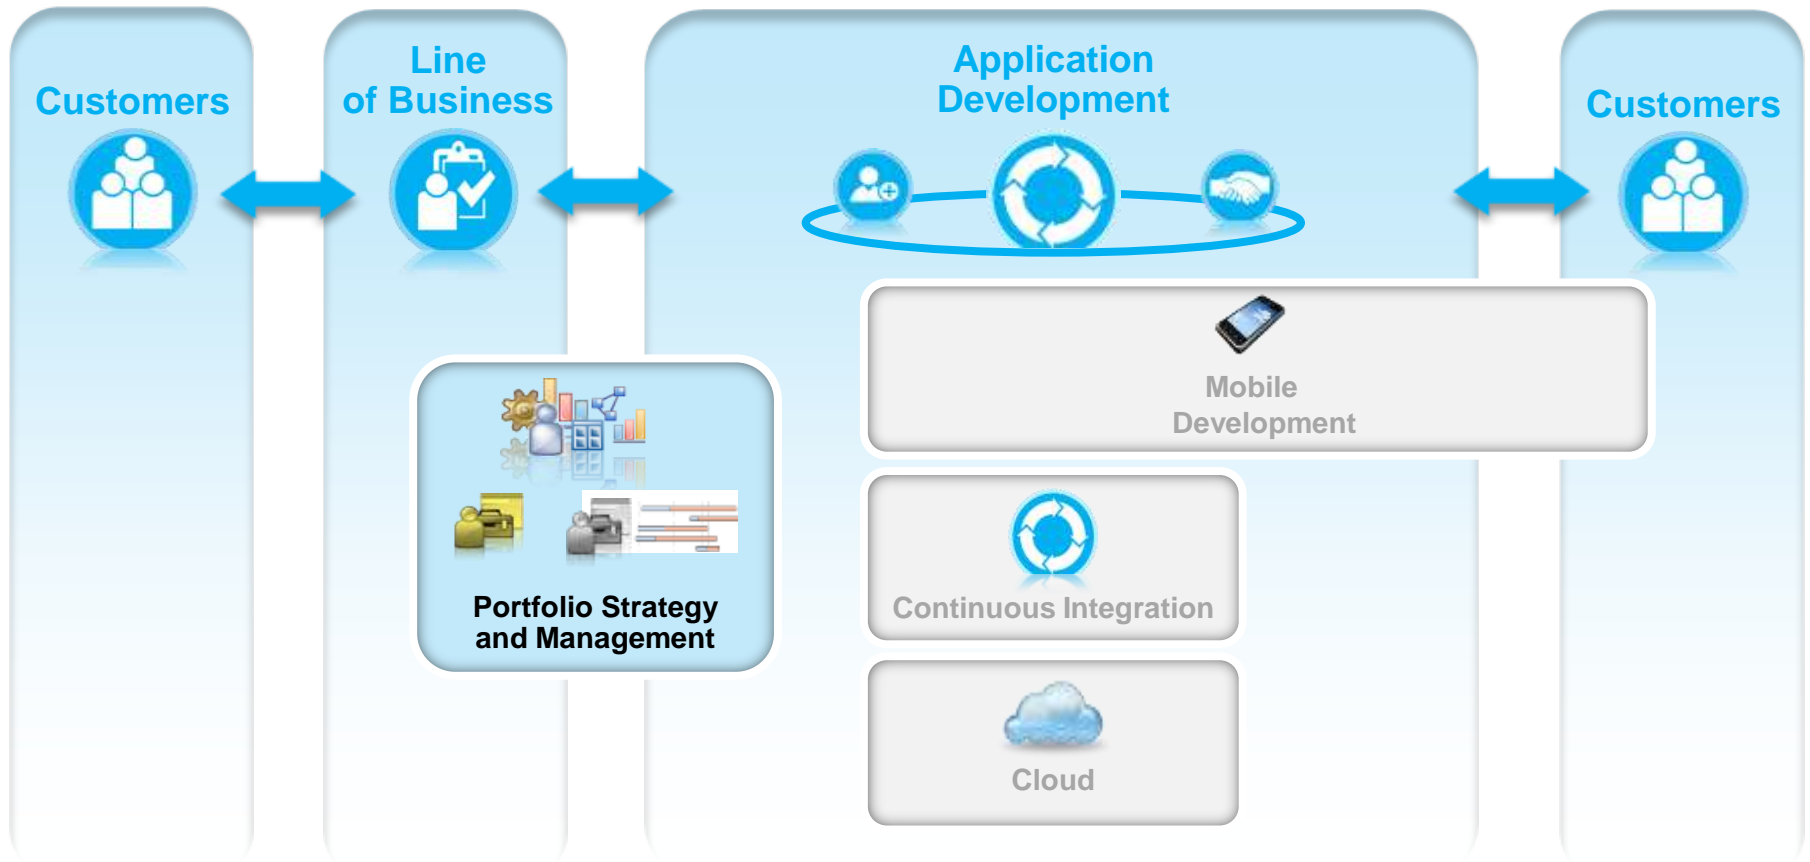 Customers
Line
of Business
Application
Development
Customers
Mobile
Development
Portfolio Strategy
and Management
Continuous Integration
Cloud